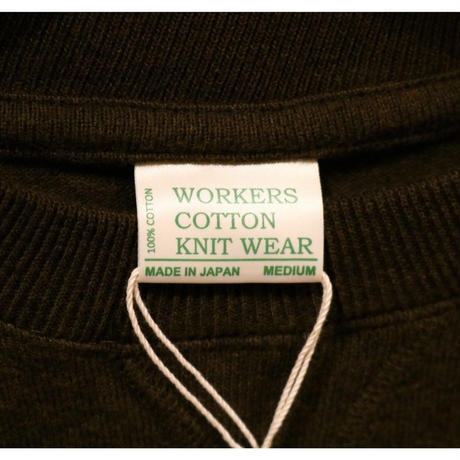 100% COTTON
WORKERS
COTTON
KNIT WEAR
MADE IN JAPAN MEDIUM